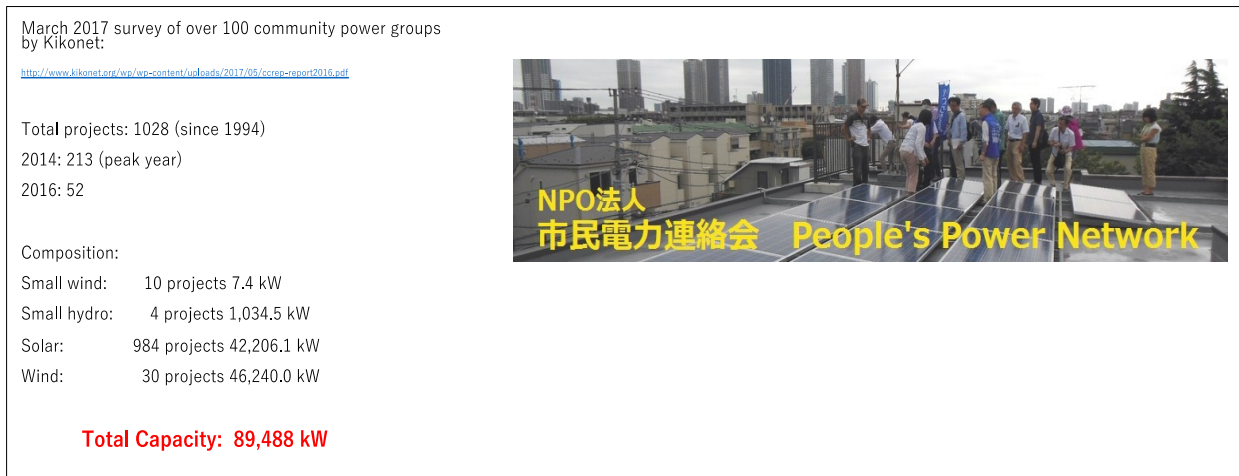 March 2017 survey of over 100 community power groups
by Kikonet:
http://www.kikonet.org/wp/wp-content/uploads/2017/05/ccrep-report2016.pdf
Total projects: 1028 (since 1994)
2014: 213 (peak year)
2016: 52
Composition:
Small wind: 10 projects 7.4 kW
Small hydro: 4 projects 1,034.5 kW
Solar: 984 projects 42,206.1 kW
Wind: 30 projects 46,240.0 kW
Total Capacity: 89,488 kW
NPO法人
市民電力連絡会 People's Power Network